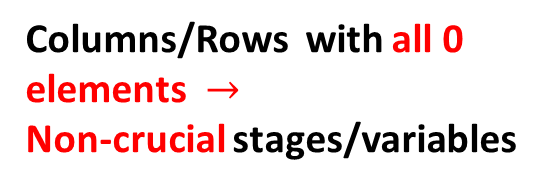 Columns/Rows with all 0
elements →
Non-crucial stages/variables